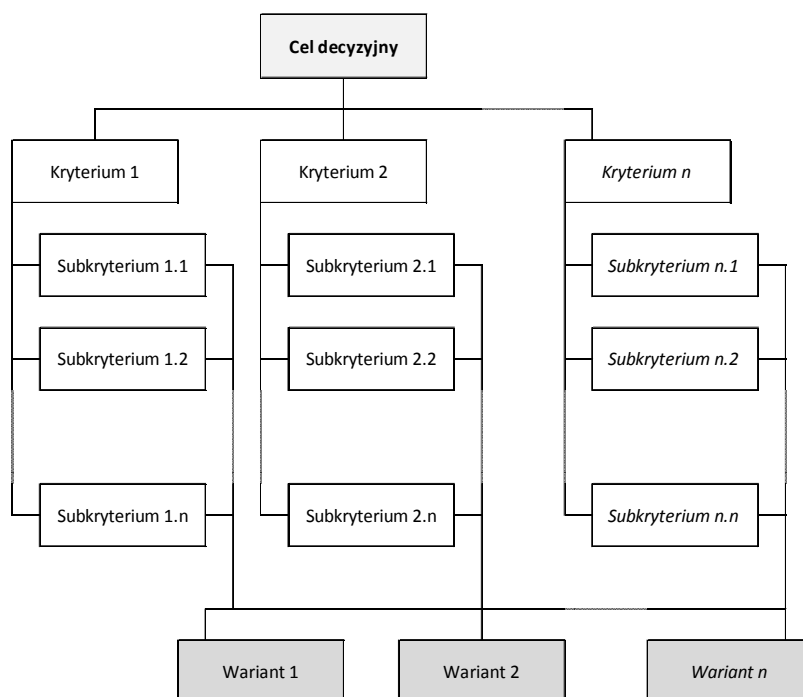 Cel decyzyjny
Kryterium 1
Kryterium 2
Kryterium n
Subkryterium 1.1
Subkryterium 2.1
Subkryterium n.1
Subkryterium 1.2
Subkryterium 2.2
Subkryterium n.2
Subkryterium 1.n
Subkryterium 2.n
Subkryterium n.n
Wariant 1
Wariant 2
Wariant n